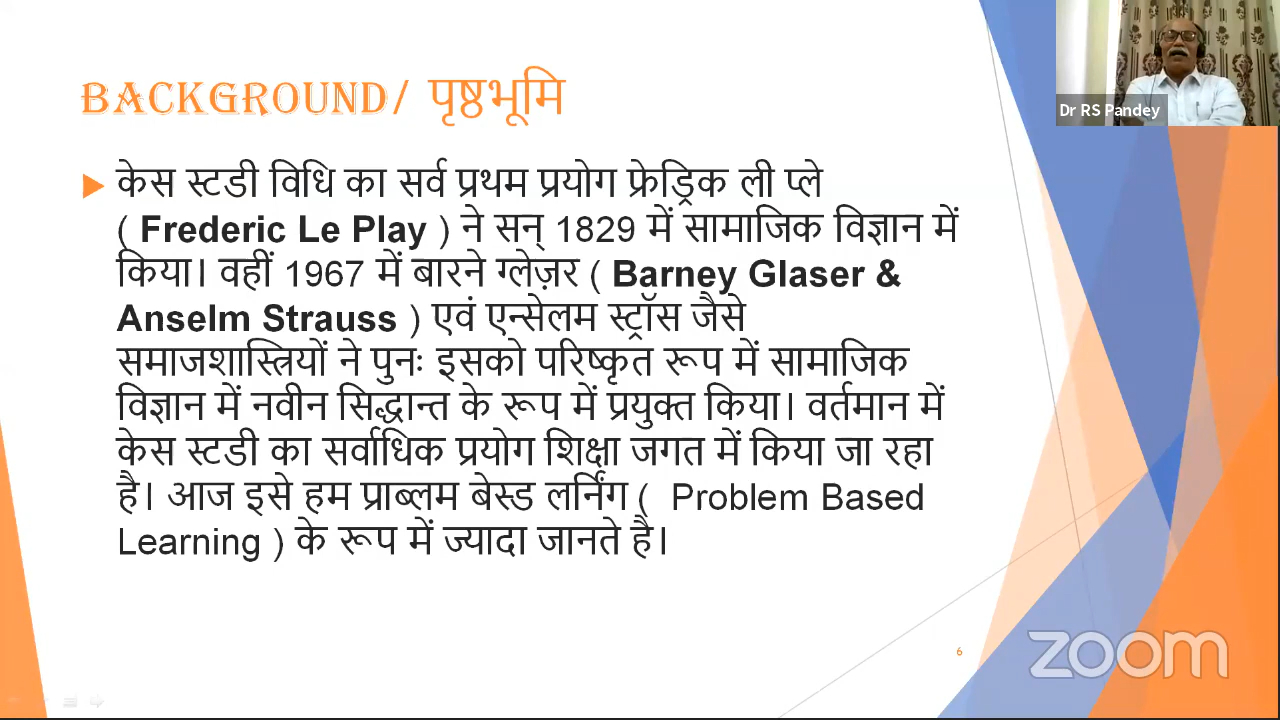 BACKGROUND/ पृष्ठभूमि
केस स्टडी विधि का सर्व प्रथम प्रयोग फ्रेड्रिक ली प्ले
( Frederic Le Play ) ने सन् 1829 में सामाजिक विज्ञान में
किया। वहीं 1967 में बारने ग्लेज़र ( Barney Glaser &
Anselm Strauss ) एवं एन्सेलम स्ट्रॉस जैसे
समाजशास्त्रियों ने पुनः इसको परिष्कृत रूप में सामाजिक
विज्ञान में नवीन सिद्धान्त के रूप में प्रयुक्त किया। वर्तमान में
केस स्टडी का सर्वाधिक प्रयोग शिक्षा जगत में किया जा रहा
है। आज इसे हम प्राब्लम बेस्ड लर्निंग ( Problem Based
Learning ) के रूप में ज्यादा जानते है।
Dr RS Pandey
6
zoom